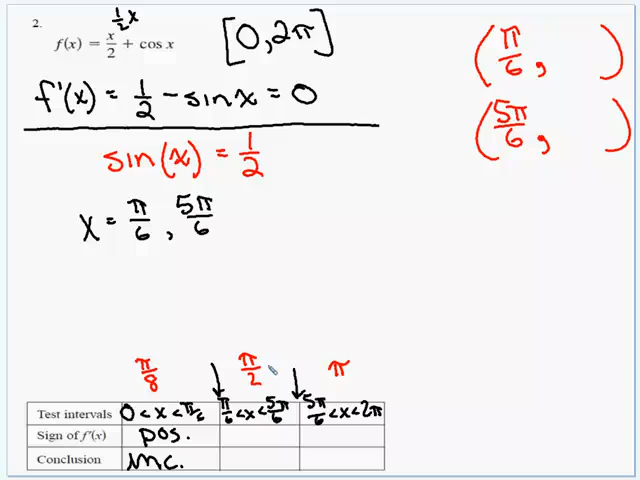 2.
½x
f(x) = x/2 + cos x
[0, 2π]
f'(x) = 1/2 - sin x = 0
sin(x) = 1/2
x = π/6, 5π/6
(π/6, )
(5π/6, )
π/8 π/2 π
Test intervals 0 < x < π/6 π/6 < x < 5π/6 5π/6 < x < 2π
Sign of f'(x) pos.
Conclusion inc.